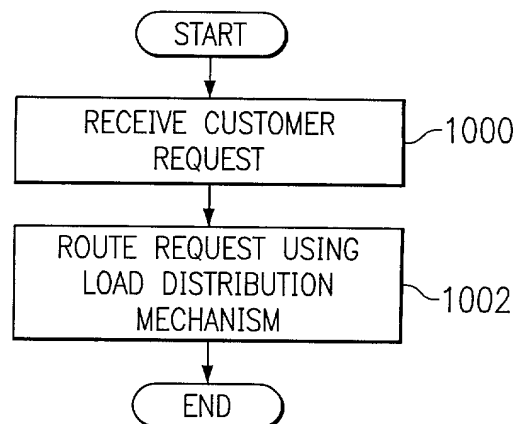 START
RECEIVE CUSTOMER
REQUEST
1000
ROUTE REQUEST USING
LOAD DISTRIBUTION
MECHANISM
1002
END